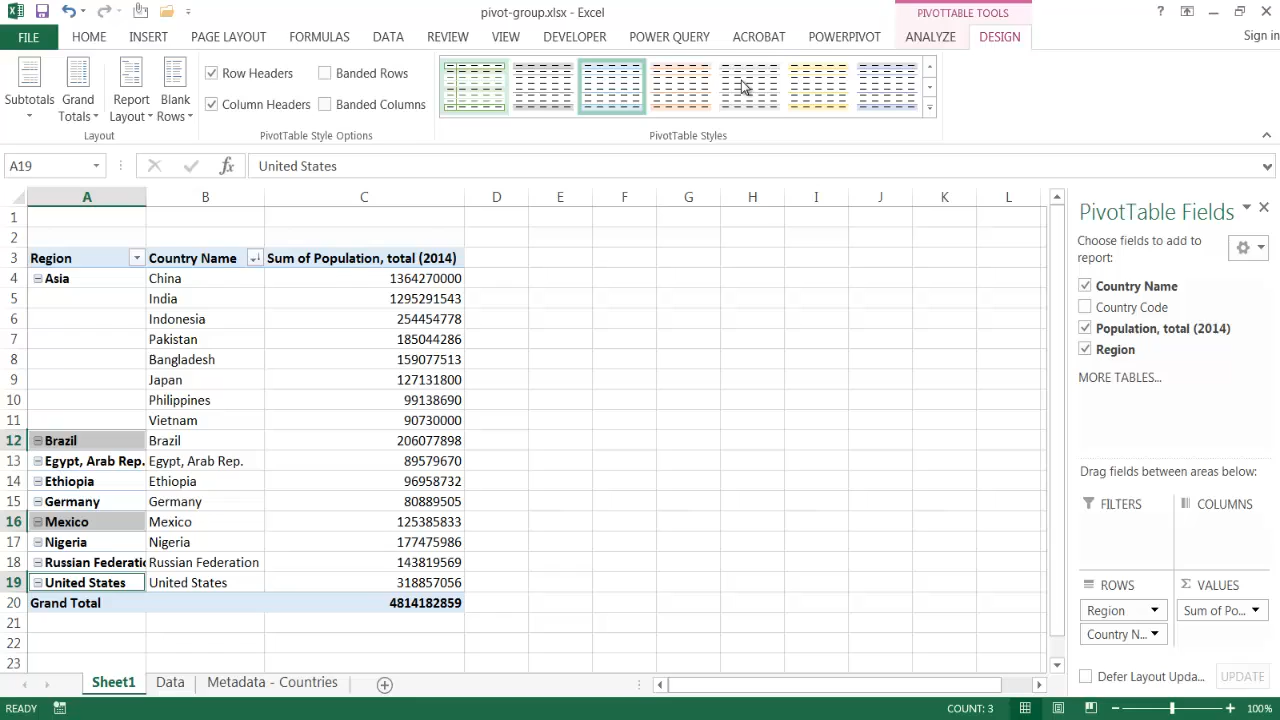 pivot-group.xlsx - Excel
PIVOTTABLE TOOLS
?
FILE HOME INSERT PAGE LAYOUT FORMULAS DATA REVIEW VIEW DEVELOPER POWER QUERY ACROBAT POWERPIVOT ANALYZE DESIGN Sign in
Subtotals
Grand Totals
Report Layout
Blank Rows
Row Headers
Banded Rows
Column Headers
Banded Columns
Layout
PivotTable Style Options
PivotTable Styles
A19
fx
United States
A B C D E F G H I J K L
1
2
3 Region Country Name Sum of Population, total (2014)
4 Asia China 1364270000
5 India 1295291543
6 Indonesia 254454778
7 Pakistan 185044286
8 Bangladesh 159077513
9 Japan 127131800
10 Philippines 99138690
11 Vietnam 90730000
12 Brazil Brazil 206077898
13 Egypt, Arab Rep. Egypt, Arab Rep. 89579670
14 Ethiopia Ethiopia 96958732
15 Germany Germany 80889505
16 Mexico Mexico 125385833
17 Nigeria Nigeria 177475986
18 Russian Federatio Russian Federation 143819569
19 United States United States 318857056
20 Grand Total 4814182859
21
22
23
PivotTable Fields
Choose fields to add to
report:
Country Name
Country Code
Population, total (2014)
Region
MORE TABLES...
Drag fields between areas below:
FILTERS
COLUMNS
ROWS
VALUES
Region
Sum of Po...
Country N...
Defer Layout Upda...
UPDATE
Sheet1 Data Metadata - Countries
READY
COUNT: 3
100%